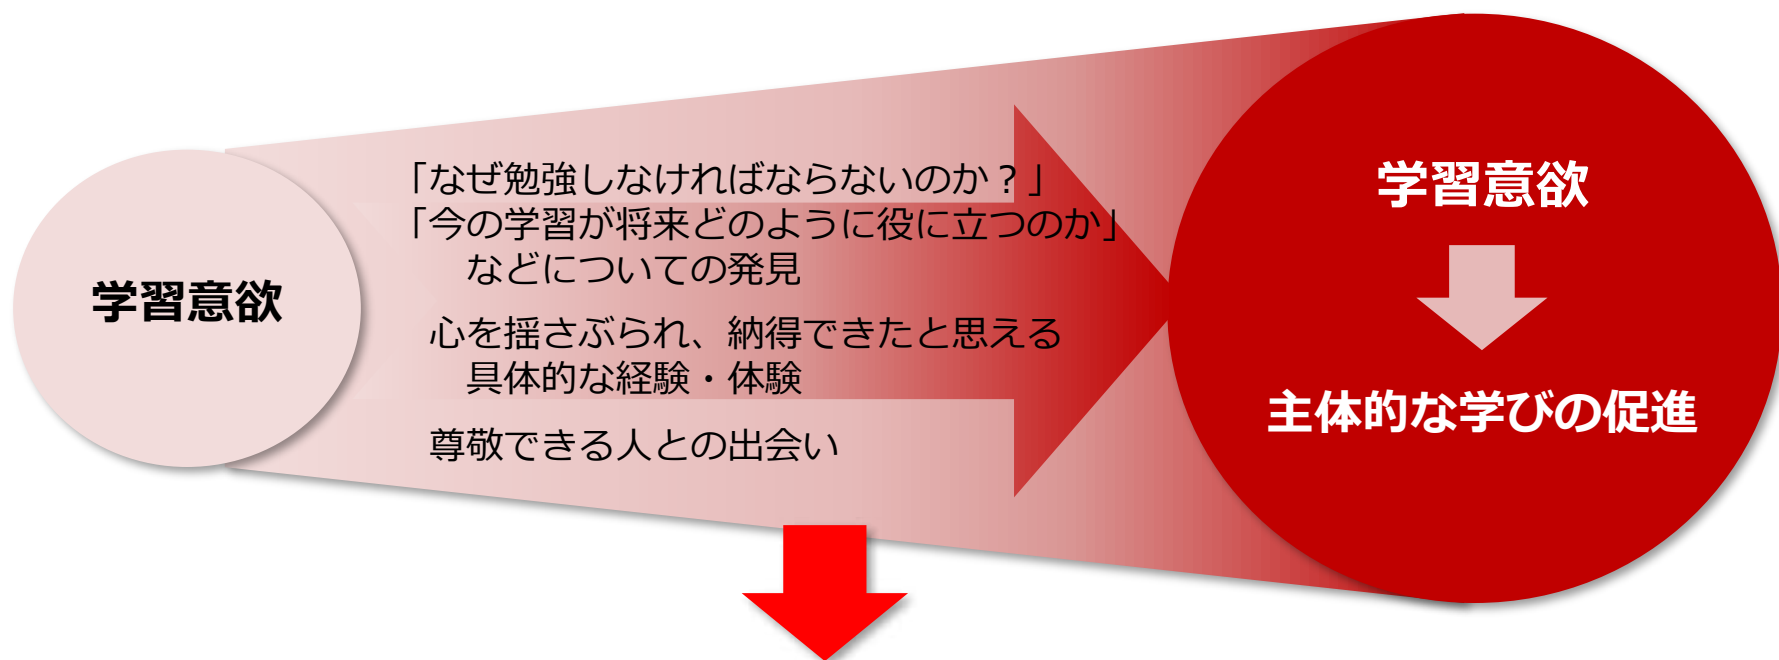 学習意欲
「なぜ勉強しなければならないのか？」
「今の学習が将来どのように役に立つのか」
などについての発見
心を揺さぶられ、納得できたと思える
具体的な経験・体験
尊敬できる人との出会い
学習意欲
主体的な学びの促進